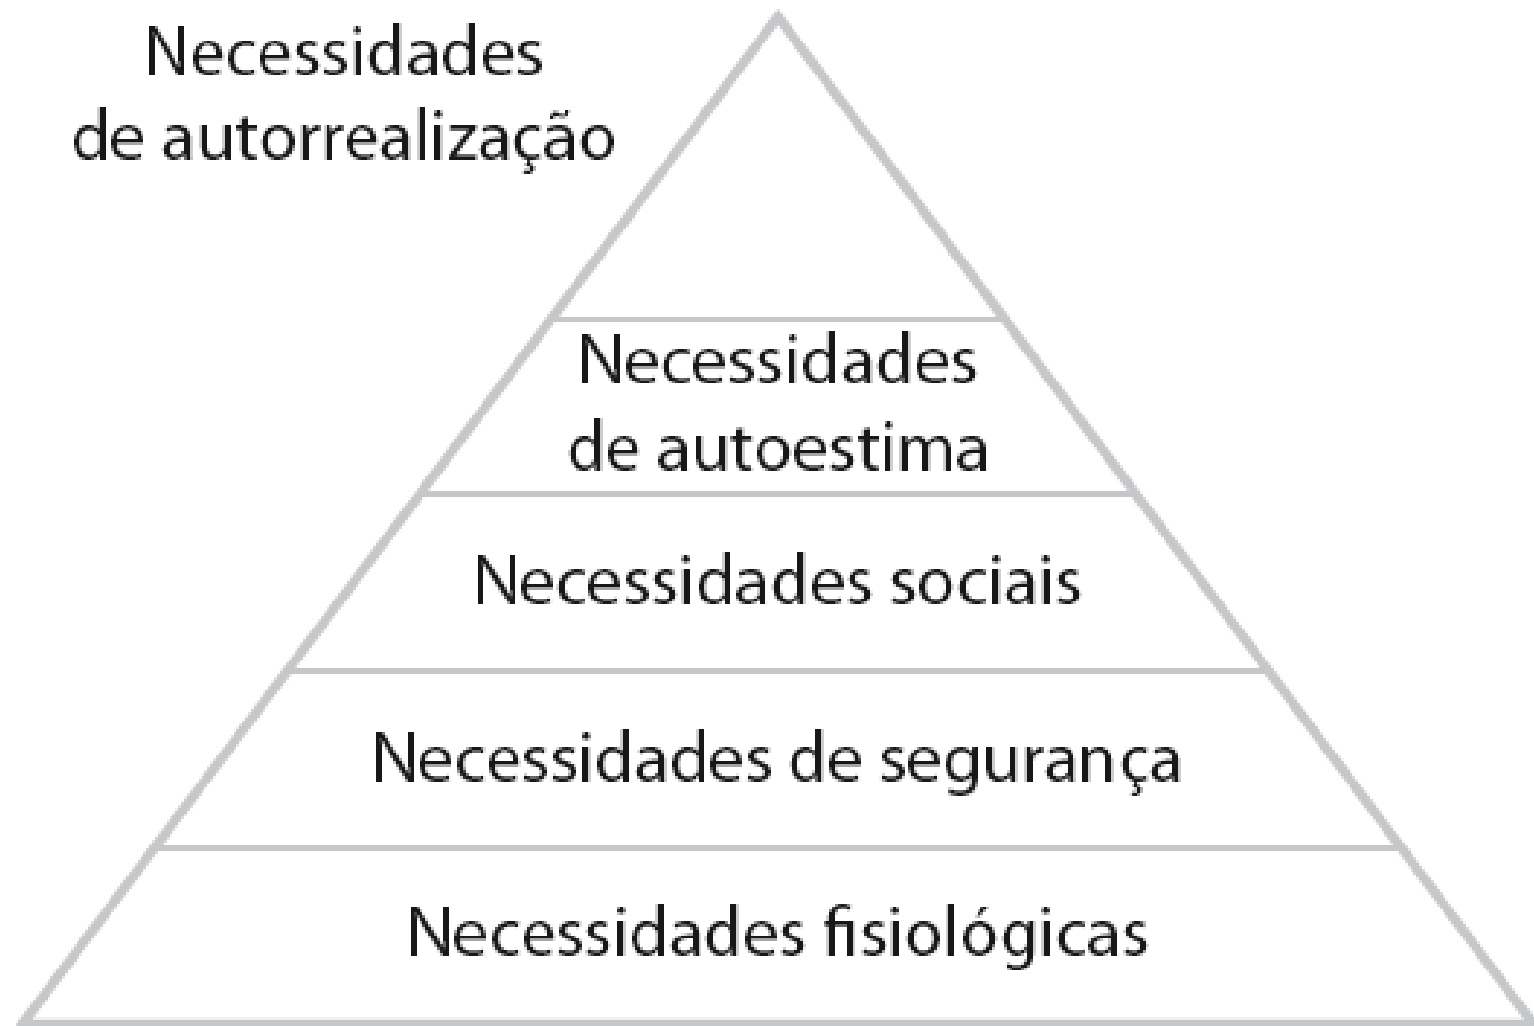 Necessidades
de autorrealização
Necessidades
de autoestima
Necessidades sociais
Necessidades de segurança
Necessidades fisiológicas